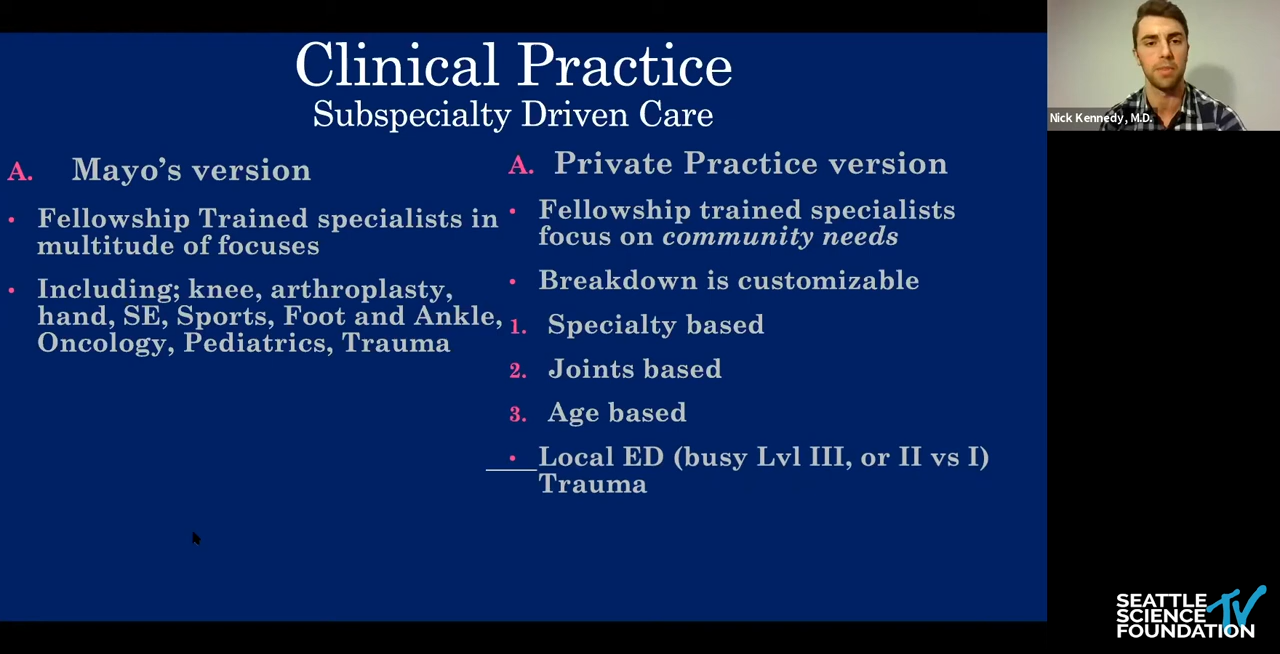 Clinical Practice
Subspecialty Driven Care
A. Mayo’s version
• Fellowship Trained specialists in
multitude of focuses
• Including; knee, arthroplasty,
hand, SE, Sports, Foot and Ankle,
Oncology, Pediatrics, Trauma
A. Private Practice version
• Fellowship trained specialists
focus on community needs
• Breakdown is customizable
1. Specialty based
2. Joints based
3. Age based
• Local ED (busy Lvl III, or II vs I)
Trauma
Nick Kennedy, M.D.
SEATTLE
SCIENCE TV
FOUNDATION